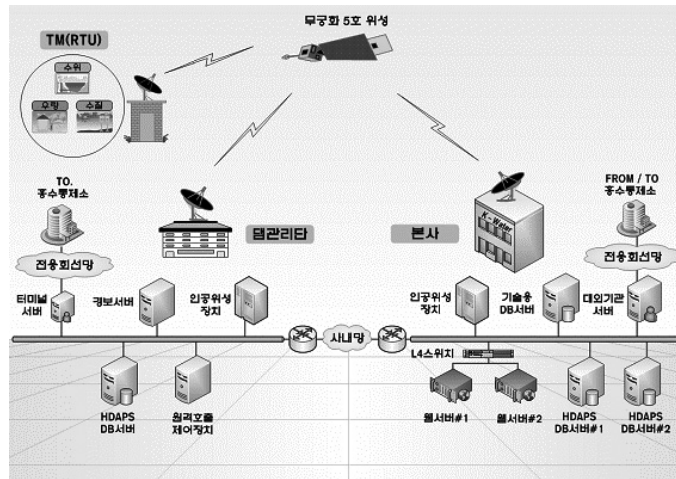 무궁화 5호 위성
TM(RTU)
수위
우량
수질
TO.
홍수통제소
댐관리단
K-Water
본사
FROM / TO
홍수통제소
전용회선망
전용회선망
터미널
서버
경보서버
인공위성
장치
인공위성
장치
기술용
DB서버
대외기관
서버
사내망
L4스위치
HDAPS
DB서버
원격호출
제어장치
웹서버#1
웹서버#2
HDAPS
DB서버#1
HDAPS
DB서버#2